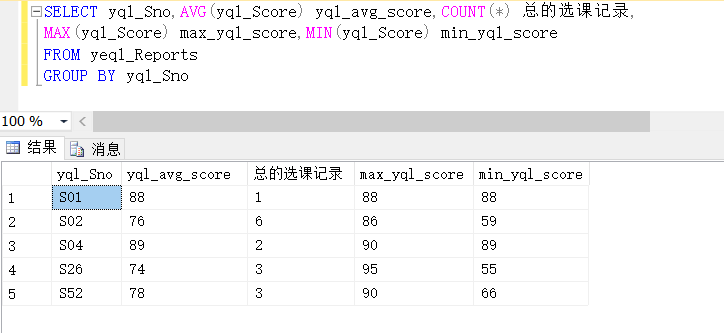 SELECT yql_Sno,AVG(yql_Score) yql_avg_score,COUNT(*) 总的选课记录,
MAX(yql_Score) max_yql_score,MIN(yql_Score) min_yql_score
FROM yeql_Reports
GROUP BY yql_Sno
100 %
结果 消息
yql_Sno yql_avg_score 总的选课记录 max_yql_score min_yql_score
1 S01 88 1 88 88
2 S02 76 6 86 59
3 S04 89 2 90 89
4 S26 74 3 95 55
5 S52 78 3 90 66